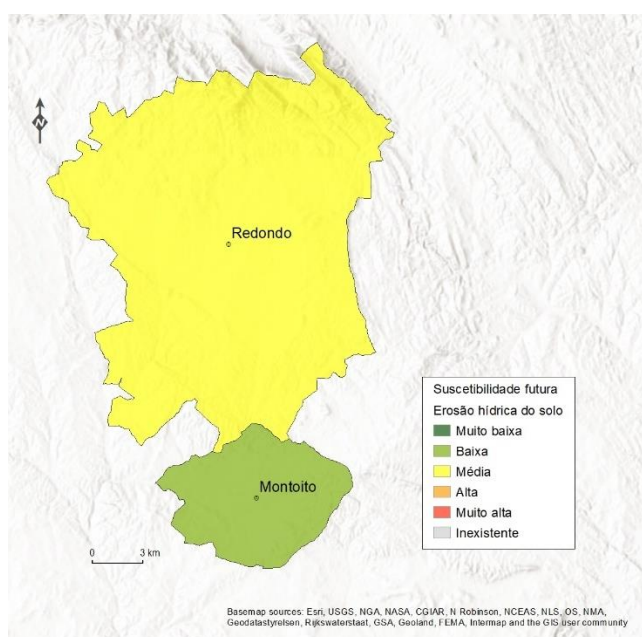 N
Redondo
Montoito
0 3 km
Suscetibilidade futura
Erosão hídrica do solo
Muito baixa
Baixa
Média
Alta
Muito alta
Inexistente
Basemap sources: Esri, USGS, NGA, NASA, CGIAR, N Robinson, NCEAS, NLS, OS, NMA,
Geodatastyrelsen, Rijkswaterstaat, GSA, Geoland, FEMA, Intermap and the GIS user community